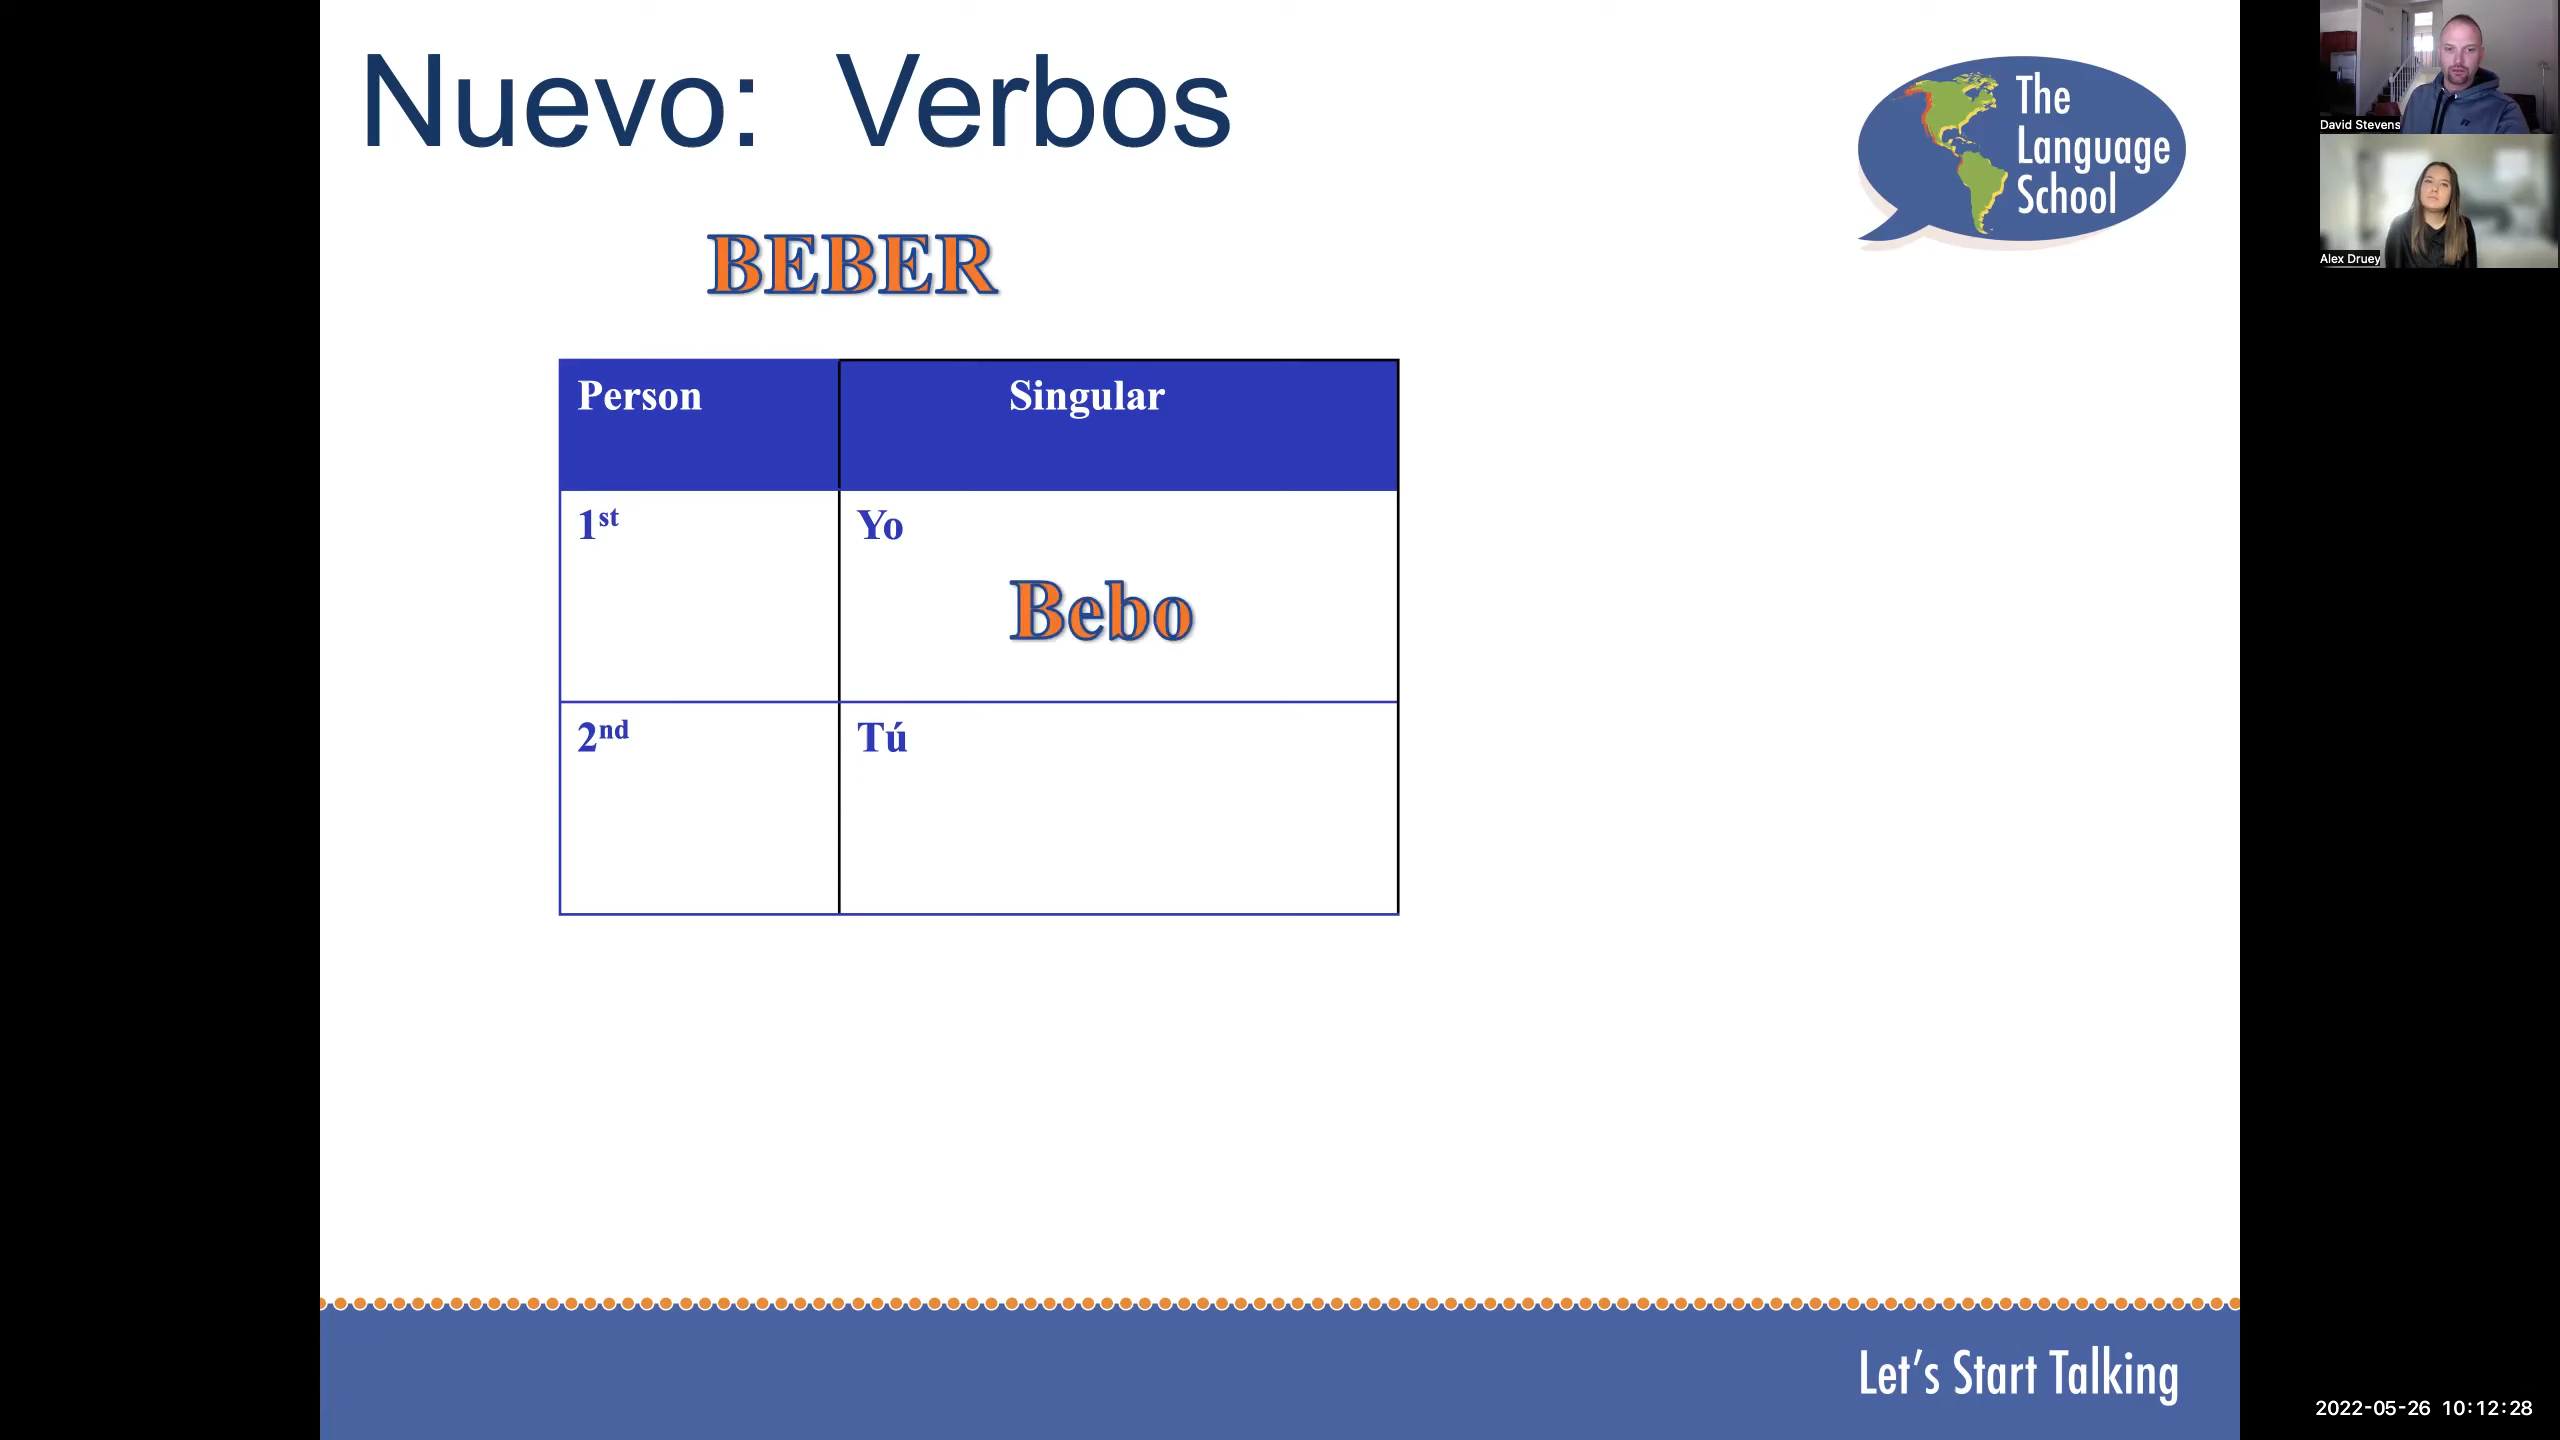 Nuevo: Verbos
The
Language
School
BEBER
Person Singular
1st Yo
Bebo
2nd Tú
Let's Start Talking
David Stevens
Alex Druey
2022-05-26 10:12:28